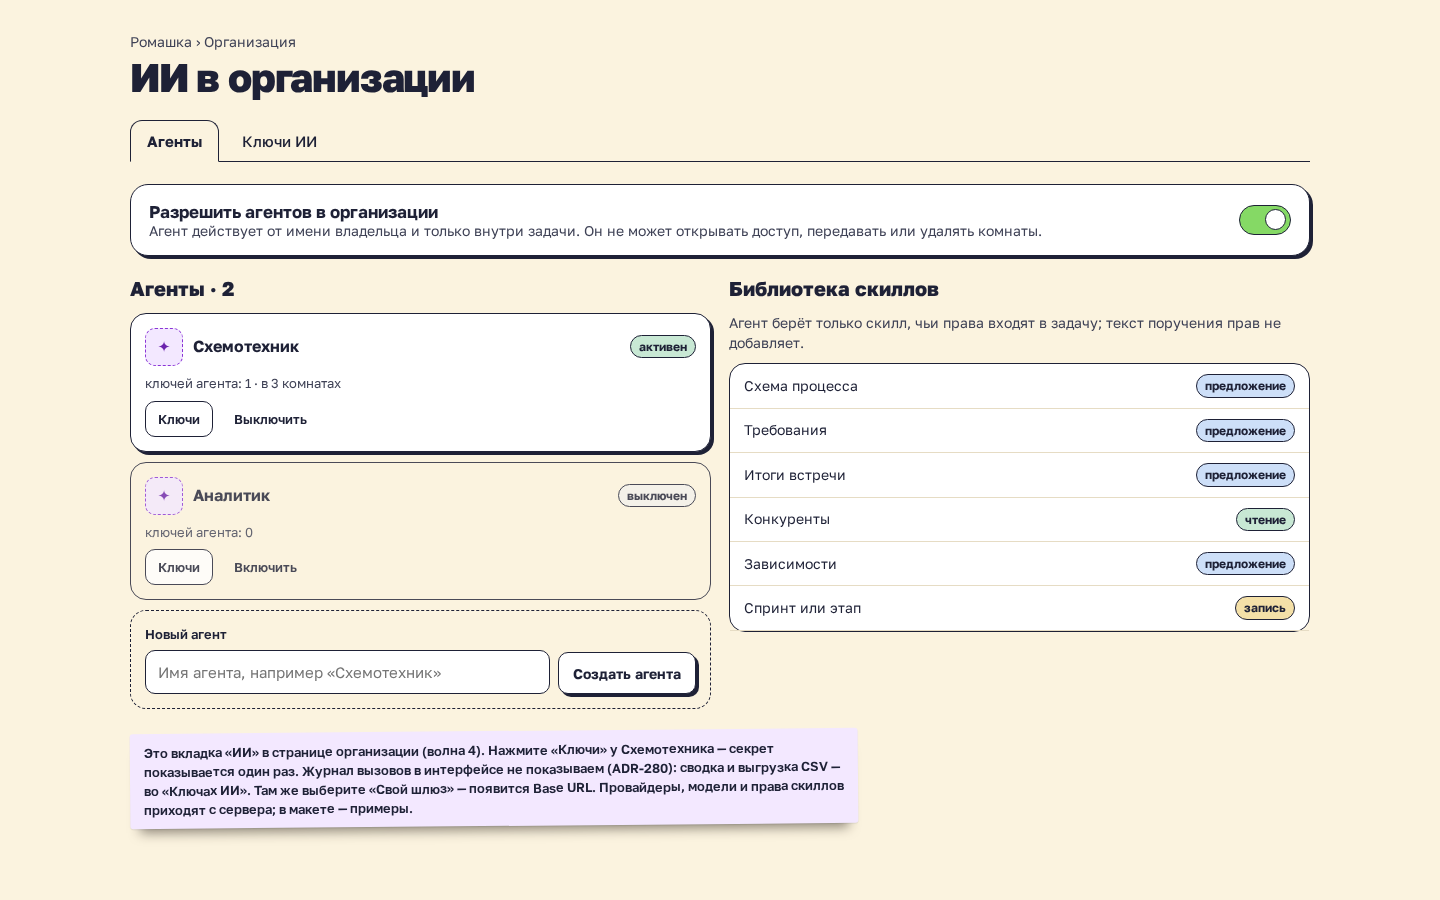 Ромашка › Организация
ИИ в организации
Агенты
Ключи ИИ
Разрешить агентов в организации
Агент действует от имени владельца и только внутри задачи. Он не может открывать доступ, передавать или удалять комнаты.
Агенты · 2
Схемотехник
активен
ключей агента: 1 · в 3 комнатах
Ключи
Выключить
Аналитик
выключен
ключей агента: 0
Ключи
Включить
Новый агент
Имя агента, например «Схемотехник»
Создать агента
Библиотека скиллов
Агент берёт только скилл, чьи права входят в задачу; текст поручения прав не
добавляет.
Схема процесса
предложение
Требования
предложение
Итоги встречи
предложение
Конкуренты
чтение
Зависимости
предложение
Спринт или этап
запись
Это вкладка «ИИ» в странице организации (волна 4). Нажмите «Ключи» у Схемотехника — секрет
показывается один раз. Журнал вызовов в интерфейсе не показываем (ADR-280): сводка и выгрузка CSV —
во «Ключах ИИ». Там же выберите «Свой шлюз» — появится Base URL. Провайдеры, модели и права скиллов
приходят с сервера; в макете — примеры.